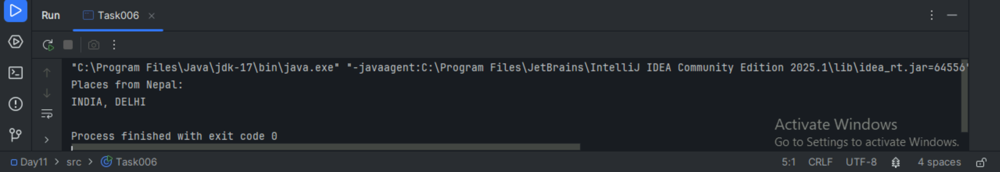 Run Task006
"C:\Program Files\Java\jdk-17\bin\java.exe" "-javaagent:C:\Program Files\JetBrains\IntelliJ IDEA Community Edition 2025.1\lib\idea_rt.jar=64556"
Places from Nepal:
INDIA, DELHI
Process finished with exit code 0
Activate Windows
Go to Settings to activate Windows.
Day11 > src > Task006 5:1 CRLF UTF-8 4 spaces